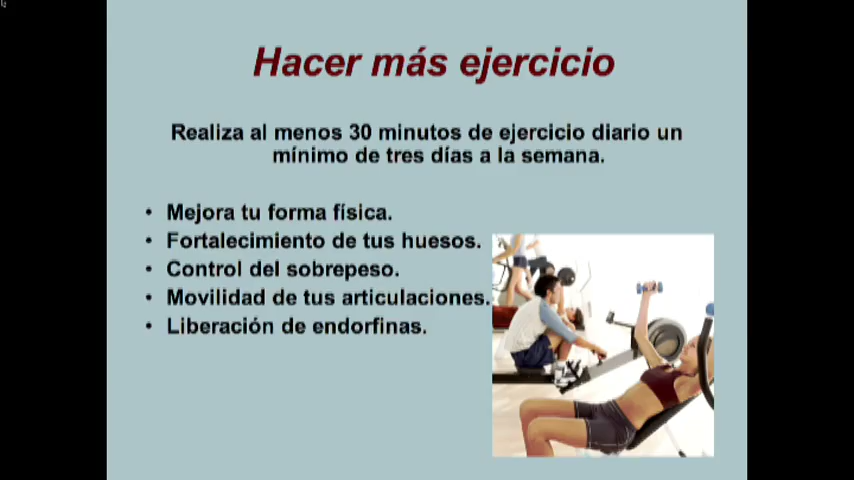 Hacer más ejercicio
Realiza al menos 30 minutos de ejercicio diario un
mínimo de tres días a la semana.
• Mejora tu forma física.
• Fortalecimiento de tus huesos.
• Control del sobrepeso.
• Movilidad de tus articulaciones.
• Liberación de endorfinas.